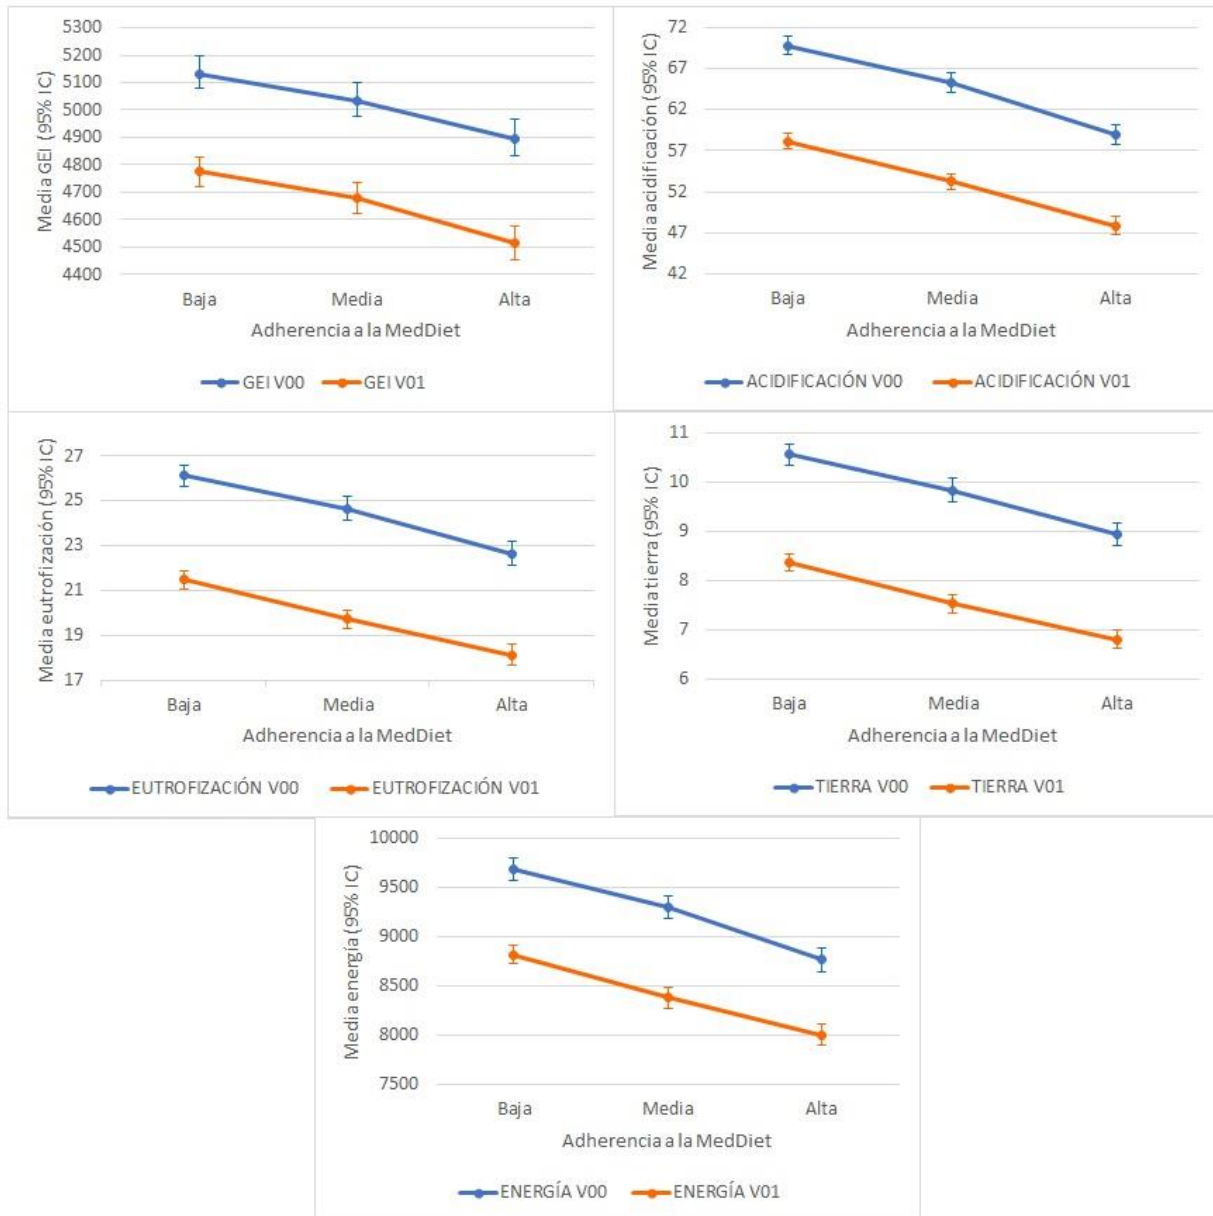 Media GEI (95% IC)
5300
5200
5100
5000
4900
4800
4700
4600
4500
4400
Baja Media Alta
Adherencia a la MedDiet
GEI V00 GEI V01
Media acidificación (95% IC)
72
67
62
57
52
47
42
Baja Media Alta
Adherencia a la MedDiet
ACIDIFICACIÓN V00 ACIDIFICACIÓN V01
Media eutrofización (95% IC)
27
25
23
21
19
17
Baja Media Alta
Adherencia a la MedDiet
EUTROFIZACIÓN V00 EUTROFIZACIÓN V01
Media tierra (95% IC)
11
10
9
8
7
6
Baja Media Alta
Adherencia a la MedDiet
TIERRA V00 TIERRA V01
Media energía (95% IC)
10000
9500
9000
8500
8000
7500
Baja Media Alta
Adherencia a la MedDiet
ENERGÍA V00 ENERGÍA V01